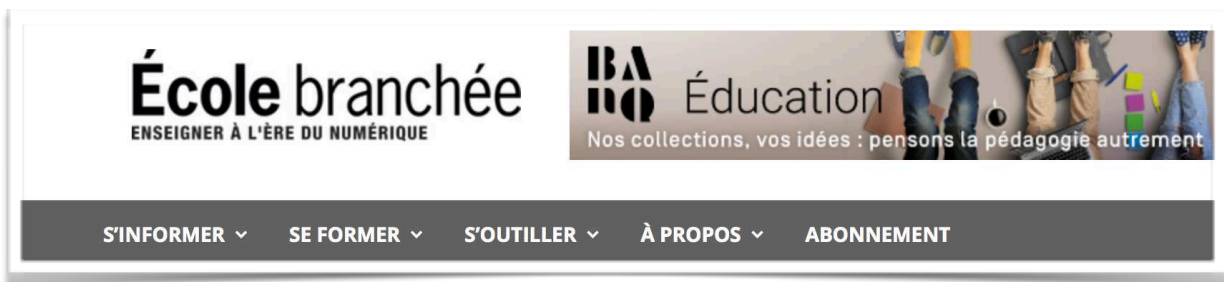 École branchée
ENSEIGNER À L'ÈRE DU NUMÉRIQUE
BA
NQ
Éducation
Nos collections, vos idées : pensons la pédagogie autrement
S'INFORMER
SE FORMER
S'OUTILLER
À PROPOS
ABONNEMENT